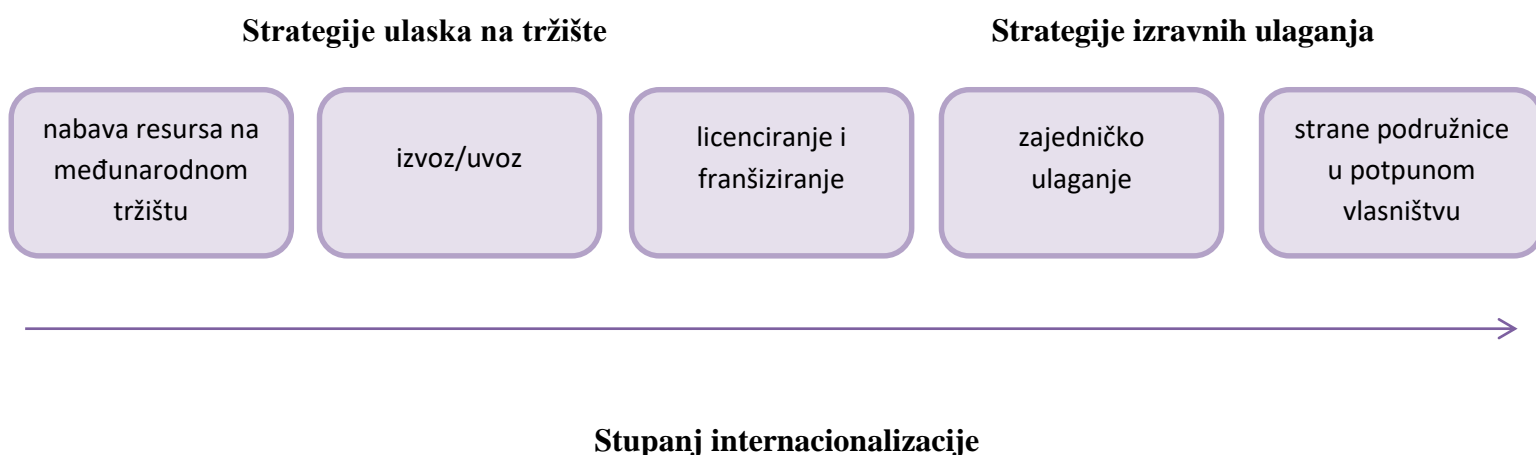 Strategije ulaska na tržište
Strategije izravnih ulaganja
nabava resursa na
međunarodnom
tržištu
izvoz/uvoz
licenciranje i
franšiziranje
zajedničko
ulaganje
strane podružnice
u potpunom
vlasništvu
Stupanj internacionalizacije